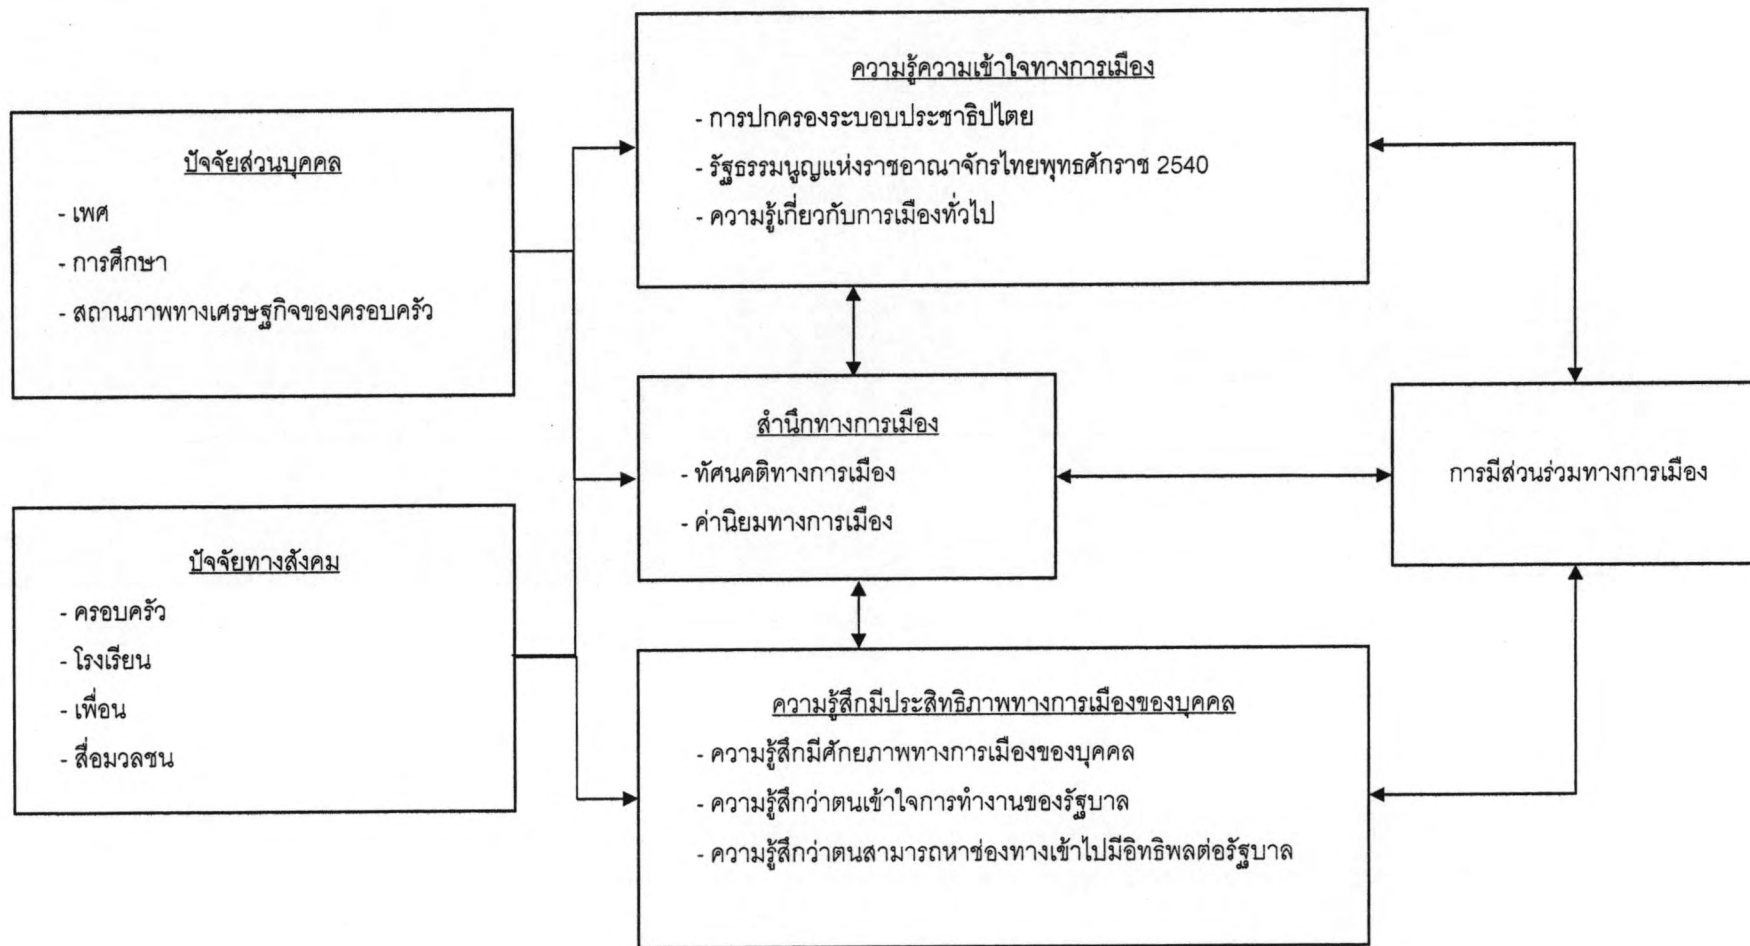 ความรู้ความเข้าใจทางการเมือง
- การปกครองระบอบประชาธิปไตย
- รัฐธรรมนูญแห่งราชอาณาจักรไทยพุทธศักราช 2540
- ความรู้เกี่ยวกับการเมืองทั่วไป
ปัจจัยส่วนบุคคล
- เพศ
- การศึกษา
- สถานภาพทางเศรษฐกิจของครอบครัว
สำนึกทางการเมือง
- ทัศนคติทางการเมือง
- ค่านิยมทางการเมือง
การมีส่วนร่วมทางการเมือง
ปัจจัยทางสังคม
- ครอบครัว
- โรงเรียน
- เพื่อน
- สื่อมวลชน
ความรู้สึกมีประสิทธิภาพทางการเมืองของบุคคล
- ความรู้สึกมีศักยภาพทางการเมืองของบุคคล
- ความรู้สึกว่าตนเข้าใจการทำงานของรัฐบาล
- ความรู้สึกว่าตนสามารถหาช่องทางเข้าไปมีอิทธิพลต่อรัฐบาล